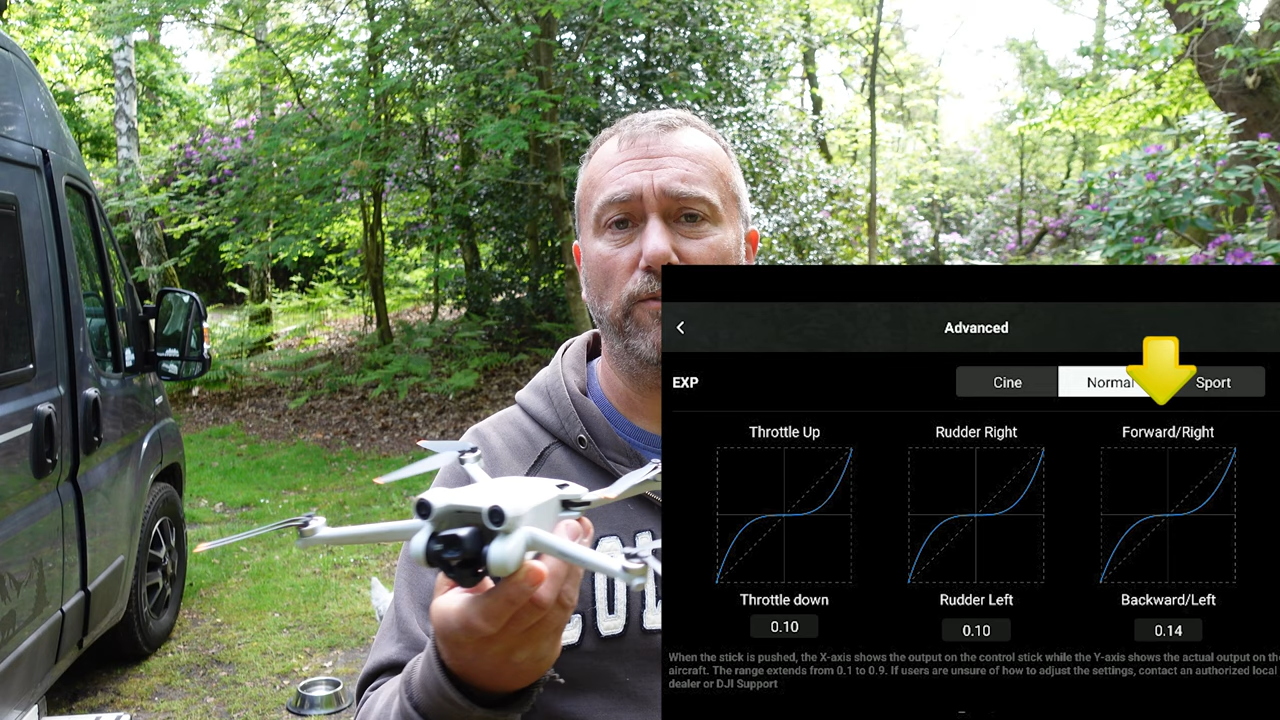 Advanced
EXP
Cine
Normal
Sport
Throttle Up
Rudder Right
Forward/Right
Throttle down
Rudder Left
Backward/Left
0.10
0.10
0.14
When the stick is pushed, the X-axis shows the output on the control stick while the Y-axis shows the actual output on the
aircraft. The range extends from 0.1 to 0.9. If users are unsure of how to adjust the settings, contact an authorized local
dealer or DJI Support